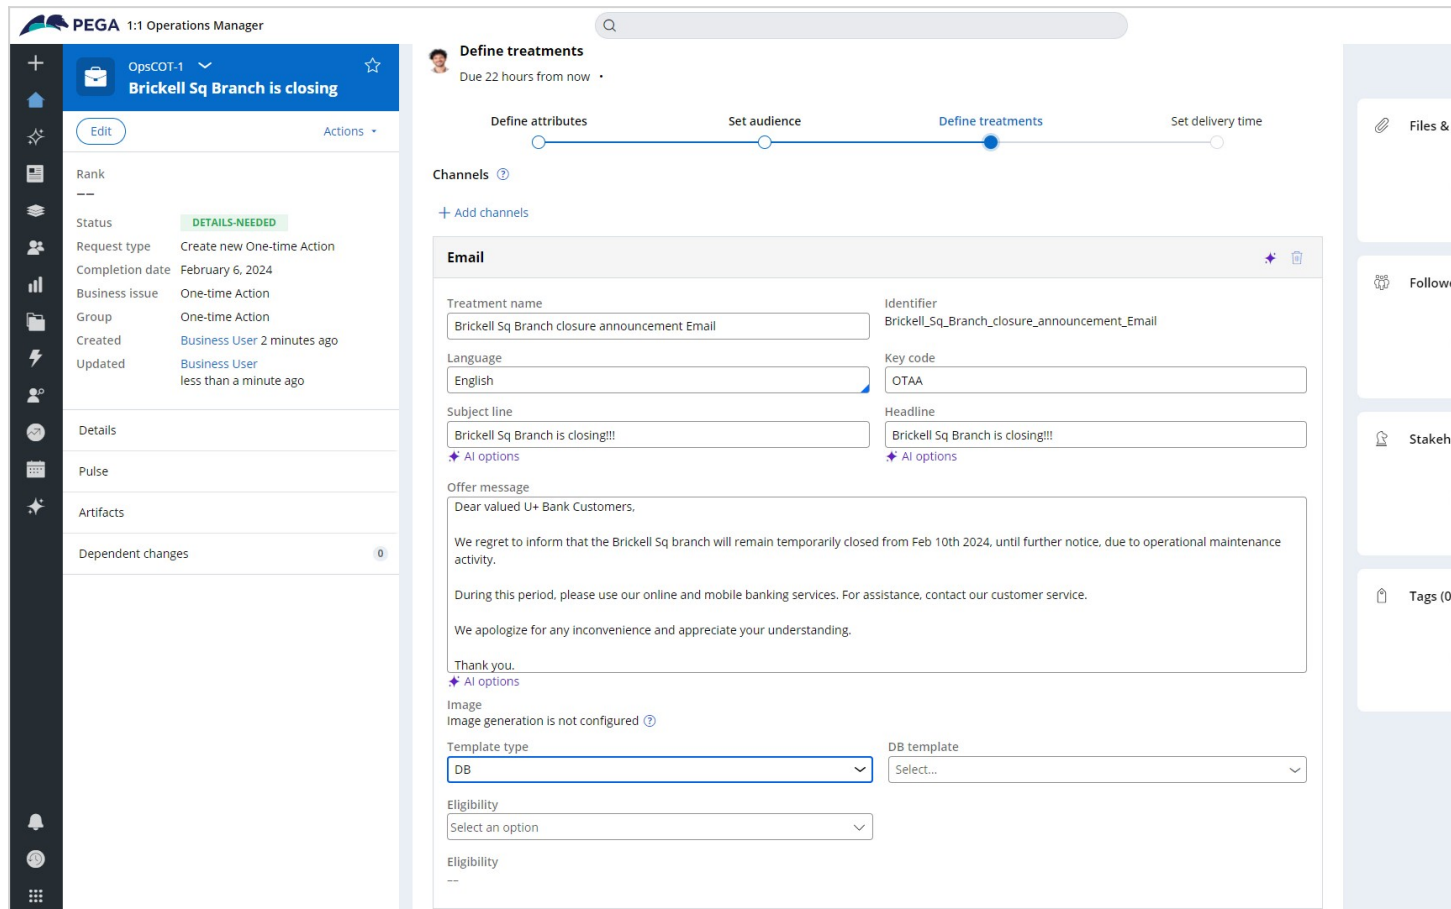 PEGA 1:1 Operations Manager
OpsCOT-1
Brickell Sq Branch is closing
Edit
Actions
Rank
––
Status DETAILS-NEEDED
Request type Create new One-time Action
Completion date February 6, 2024
Business issue One-time Action
Group One-time Action
Created Business User 2 minutes ago
Updated Business User
less than a minute ago
Details
Pulse
Artifacts
Dependent changes 0
Define treatments
Due 22 hours from now •
Define attributes Set audience Define treatments Set delivery time
Channels ?
+ Add channels
Email
Treatment name
Brickell Sq Branch closure announcement Email
Identifier
Brickell_Sq_Branch_closure_announcement_Email
Language
English
Key code
OTAA
Subject line
Brickell Sq Branch is closing!!!
AI options
Headline
Brickell Sq Branch is closing!!!
AI options
Offer message
Dear valued U+ Bank Customers,
We regret to inform that the Brickell Sq branch will remain temporarily closed from Feb 10th 2024, until further notice, due to operational maintenance
activity.
During this period, please use our online and mobile banking services. For assistance, contact our customer service.
We apologize for any inconvenience and appreciate your understanding.
Thank you.
AI options
Image
Image generation is not configured ?
Template type
DB
DB template
Select...
Eligibility
Select an option
Eligibility
––
Files &
Followe
Stakeh
Tags (0